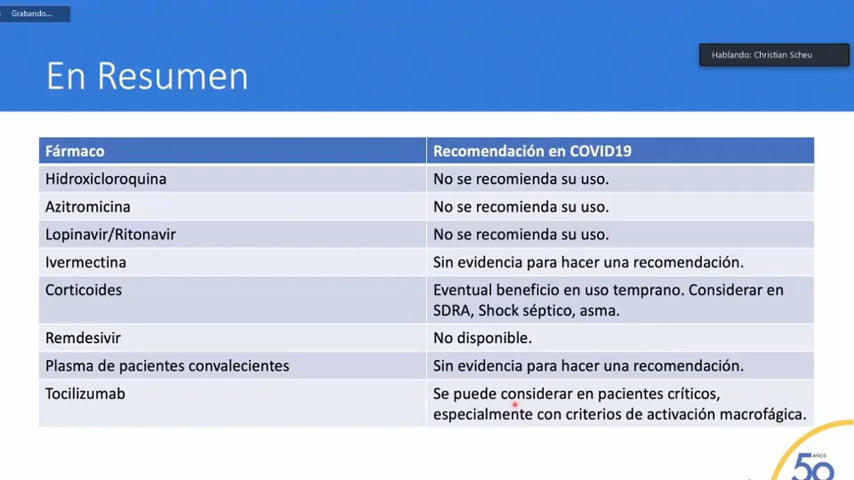 Grabando...
Hablando: Christian Scheu
En Resumen
Fármaco
Recomendación en COVID19
Hidroxicloroquina
No se recomienda su uso.
Azitromicina
No se recomienda su uso.
Lopinavir/Ritonavir
No se recomienda su uso.
Ivermectina
Sin evidencia para hacer una recomendación.
Corticoides
Eventual beneficio en uso temprano. Considerar en
SDRA, Shock séptico, asma.
Remdesivir
No disponible.
Plasma de pacientes convalecientes
Sin evidencia para hacer una recomendación.
Tocilizumab
Se puede considerar en pacientes críticos,
especialmente con criterios de activación macrofágica.
AÑOS
50